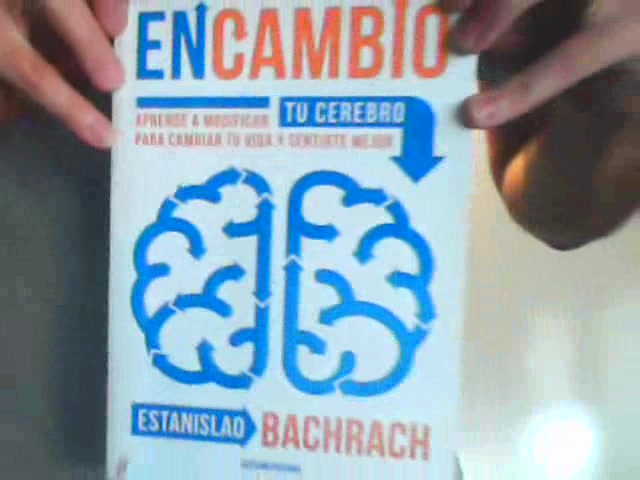 ENCAMBIO
APRENDE A MODIFICAR TU CEREBRO
PARA CAMBIAR TU VIDA Y SENTIRTE MEJOR
ESTANISLAO BACHRACH